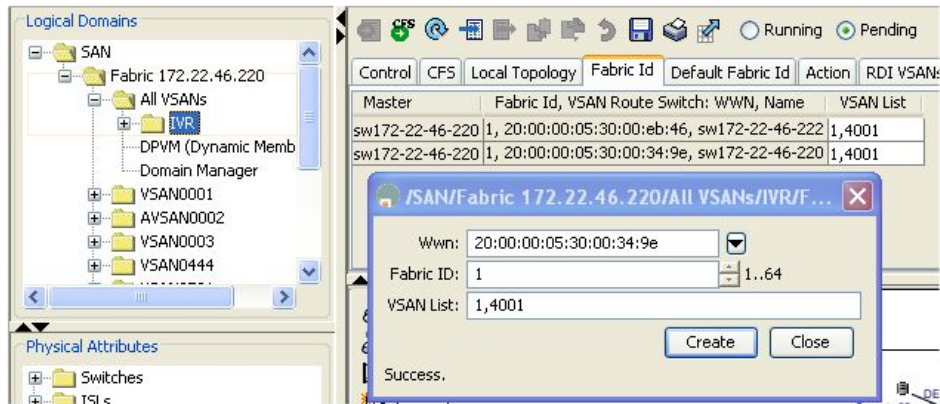 Logical Domains
SAN
Fabric 172.22.46.220
All VSANs
IVR
DPVM (Dynamic Memb
Domain Manager
VSAN0001
AVSAN0002
VSAN0003
VSAN0444
Physical Attributes
Switches
ISLs
CFS Running Pending
Control CFS Local Topology Fabric Id Default Fabric Id Action RDI VSANs
Master Fabric Id, VSAN Route Switch: WWN, Name VSAN List
sw172-22-46-220 1, 20:00:00:05:30:00:eb:46, sw172-22-46-222 1,4001
sw172-22-46-220 1, 20:00:00:05:30:00:34:9e, sw172-22-46-220 1,4001
/SAN/Fabric 172.22.46.220/All VSANs/IVR/F...
Wwn: 20:00:00:05:30:00:34:9e
Fabric ID: 1 1..64
VSAN List: 1,4001
Create Close
Success.
DE